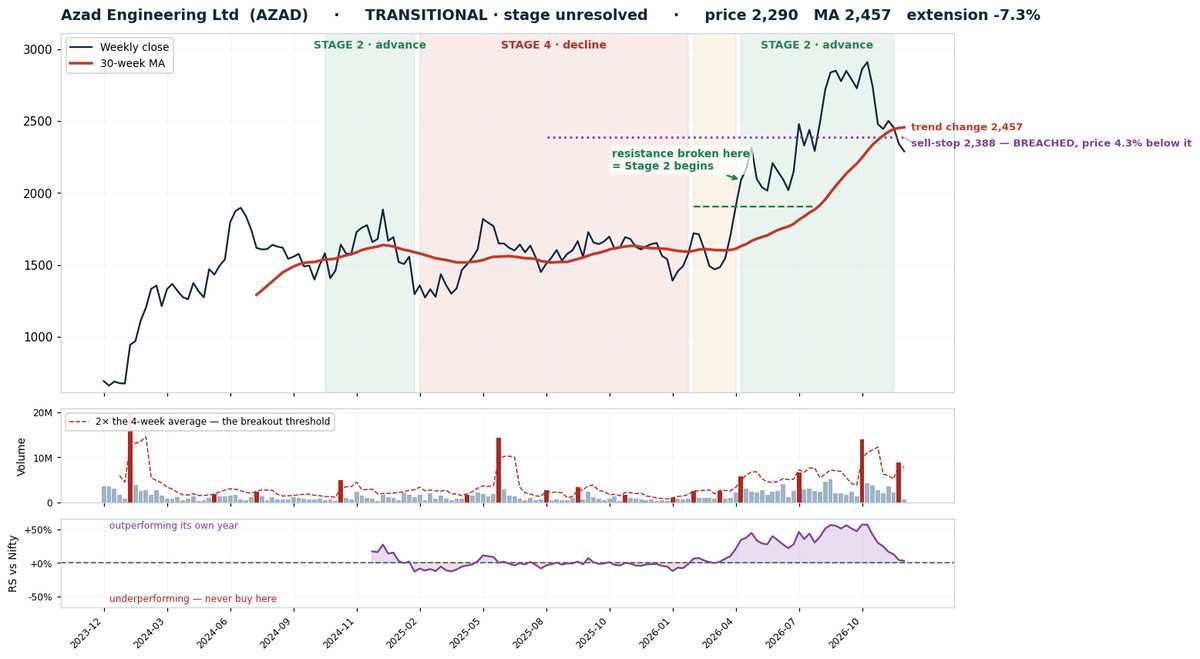 Azad Engineering Ltd (AZAD) · TRANSITIONAL · stage unresolved · price 2,290 MA 2,457 extension -7.3%
Weekly close
30-week MA
STAGE 2 · advance
STAGE 4 · decline
STAGE 2 · advance
3000
2500
2000
1500
1000
trend change 2,457
sell-stop 2,388 — BREACHED, price 4.3% below it
resistance broken here
= Stage 2 begins
2× the 4-week average — the breakout threshold
Volume
20M
10M
0
RS vs Nifty
outperforming its own year
+50%
+0%
-50%
underperforming — never buy here
2023-12
2024-03
2024-06
2024-09
2024-11
2025-02
2025-05
2025-08
2025-10
2026-01
2026-04
2026-07
2026-10